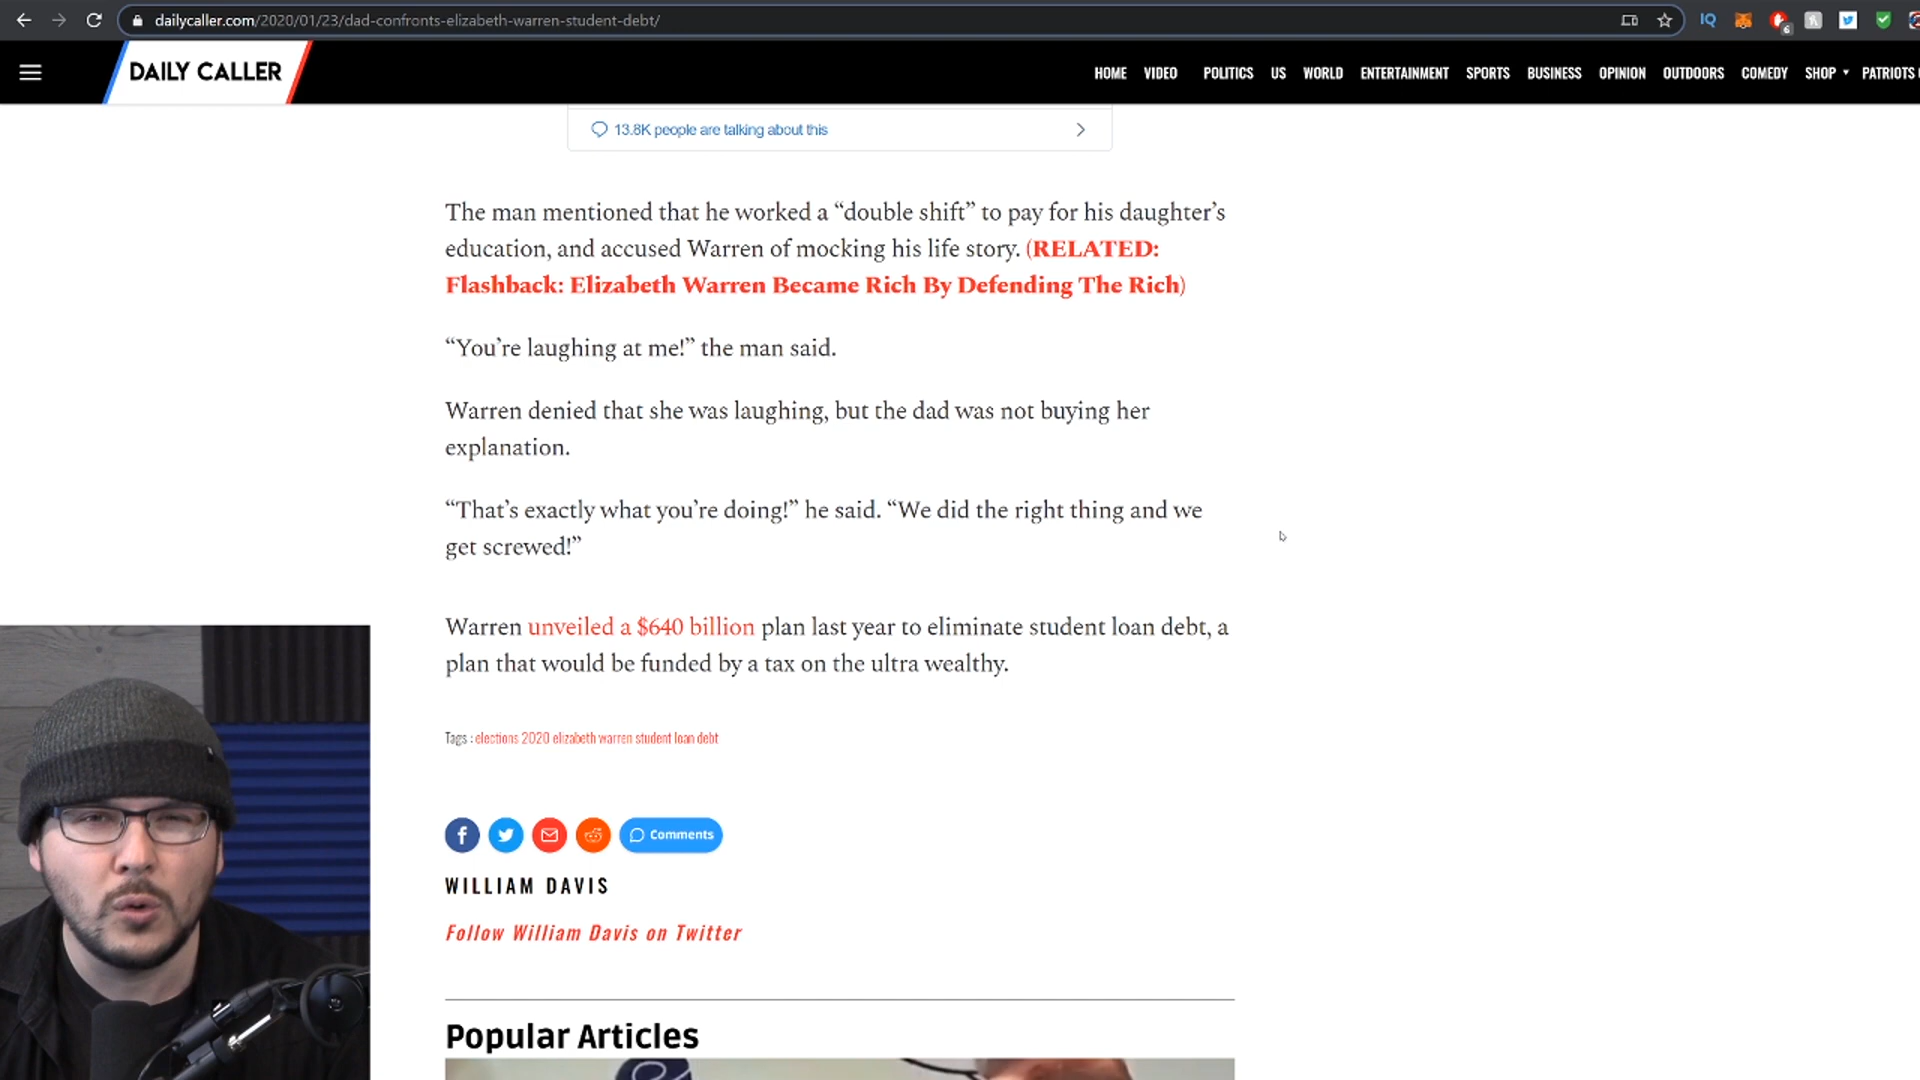 dailycaller.com/2020/01/23/dad-confronts-elizabeth-warren-student-debt/
IQ
6
DAILY CALLER
HOME VIDEO POLITICS US WORLD ENTERTAINMENT SPORTS BUSINESS OPINION OUTDOORS COMEDY SHOP PATRIOTS
13.8K people are talking about this
The man mentioned that he worked a “double shift” to pay for his daughter’s
education, and accused Warren of mocking his life story. (RELATED:
Flashback: Elizabeth Warren Became Rich By Defending The Rich)
“You’re laughing at me!” the man said.
Warren denied that she was laughing, but the dad was not buying her
explanation.
“That’s exactly what you’re doing!” he said. “We did the right thing and we
get screwed!”
Warren unveiled a $640 billion plan last year to eliminate student loan debt, a
plan that would be funded by a tax on the ultra wealthy.
Tags : elections 2020 elizabeth warren student loan debt
Comments
WILLIAM DAVIS
Follow William Davis on Twitter
Popular Articles